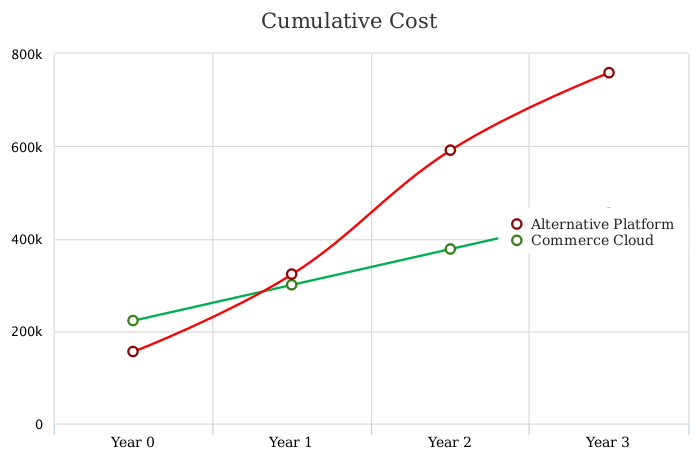 Cumulative Cost
800k
600k
400k
200k
0
Alternative Platform
Commerce Cloud
Year 0
Year 1
Year 2
Year 3